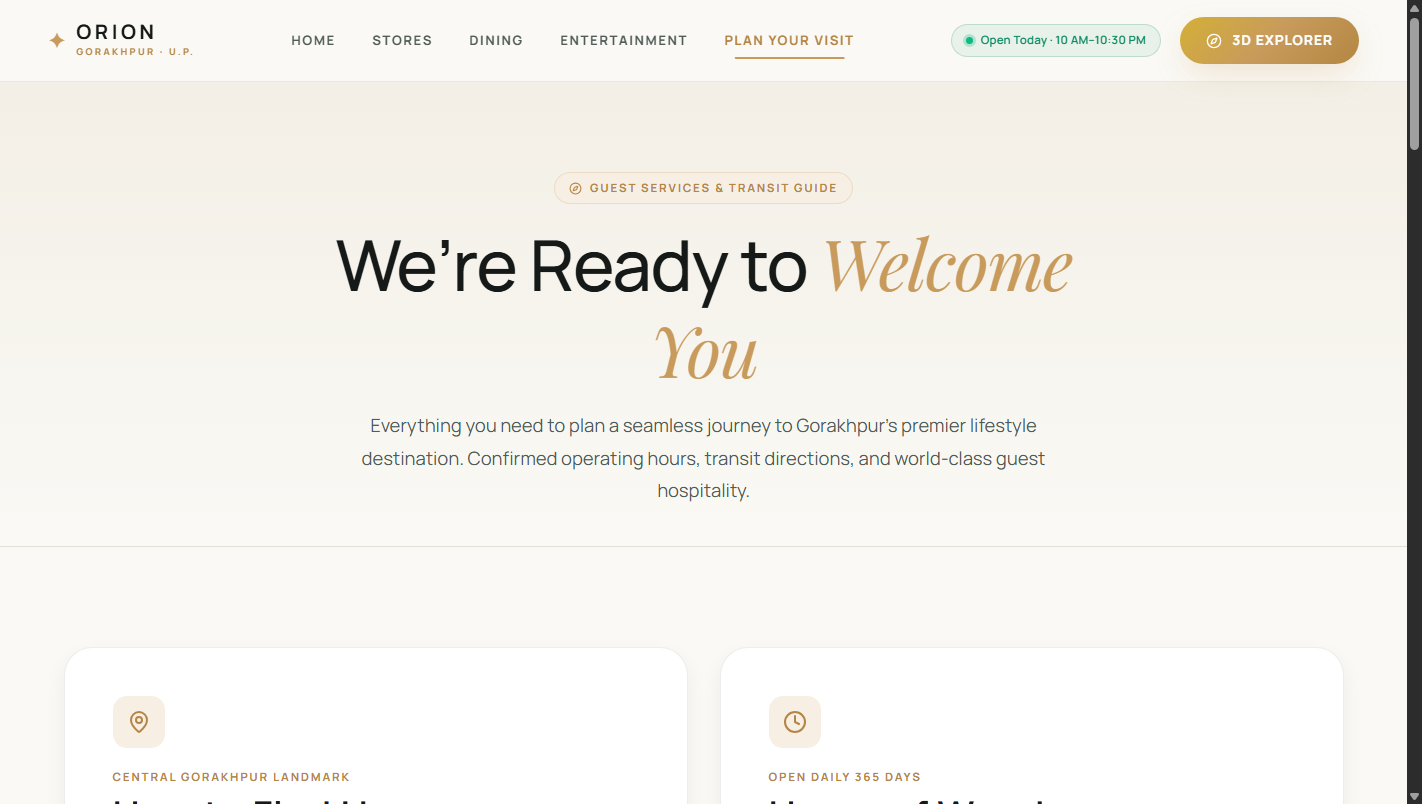 ORION
GORAKHPUR · U.P.
HOME
STORES
DINING
ENTERTAINMENT
PLAN YOUR VISIT
Open Today · 10 AM–10:30 PM
3D EXPLORER
GUEST SERVICES & TRANSIT GUIDE
We’re Ready to Welcome
You
Everything you need to plan a seamless journey to Gorakhpur’s premier lifestyle
destination. Confirmed operating hours, transit directions, and world-class guest
hospitality.
CENTRAL GORAKHPUR LANDMARK
OPEN DAILY 365 DAYS